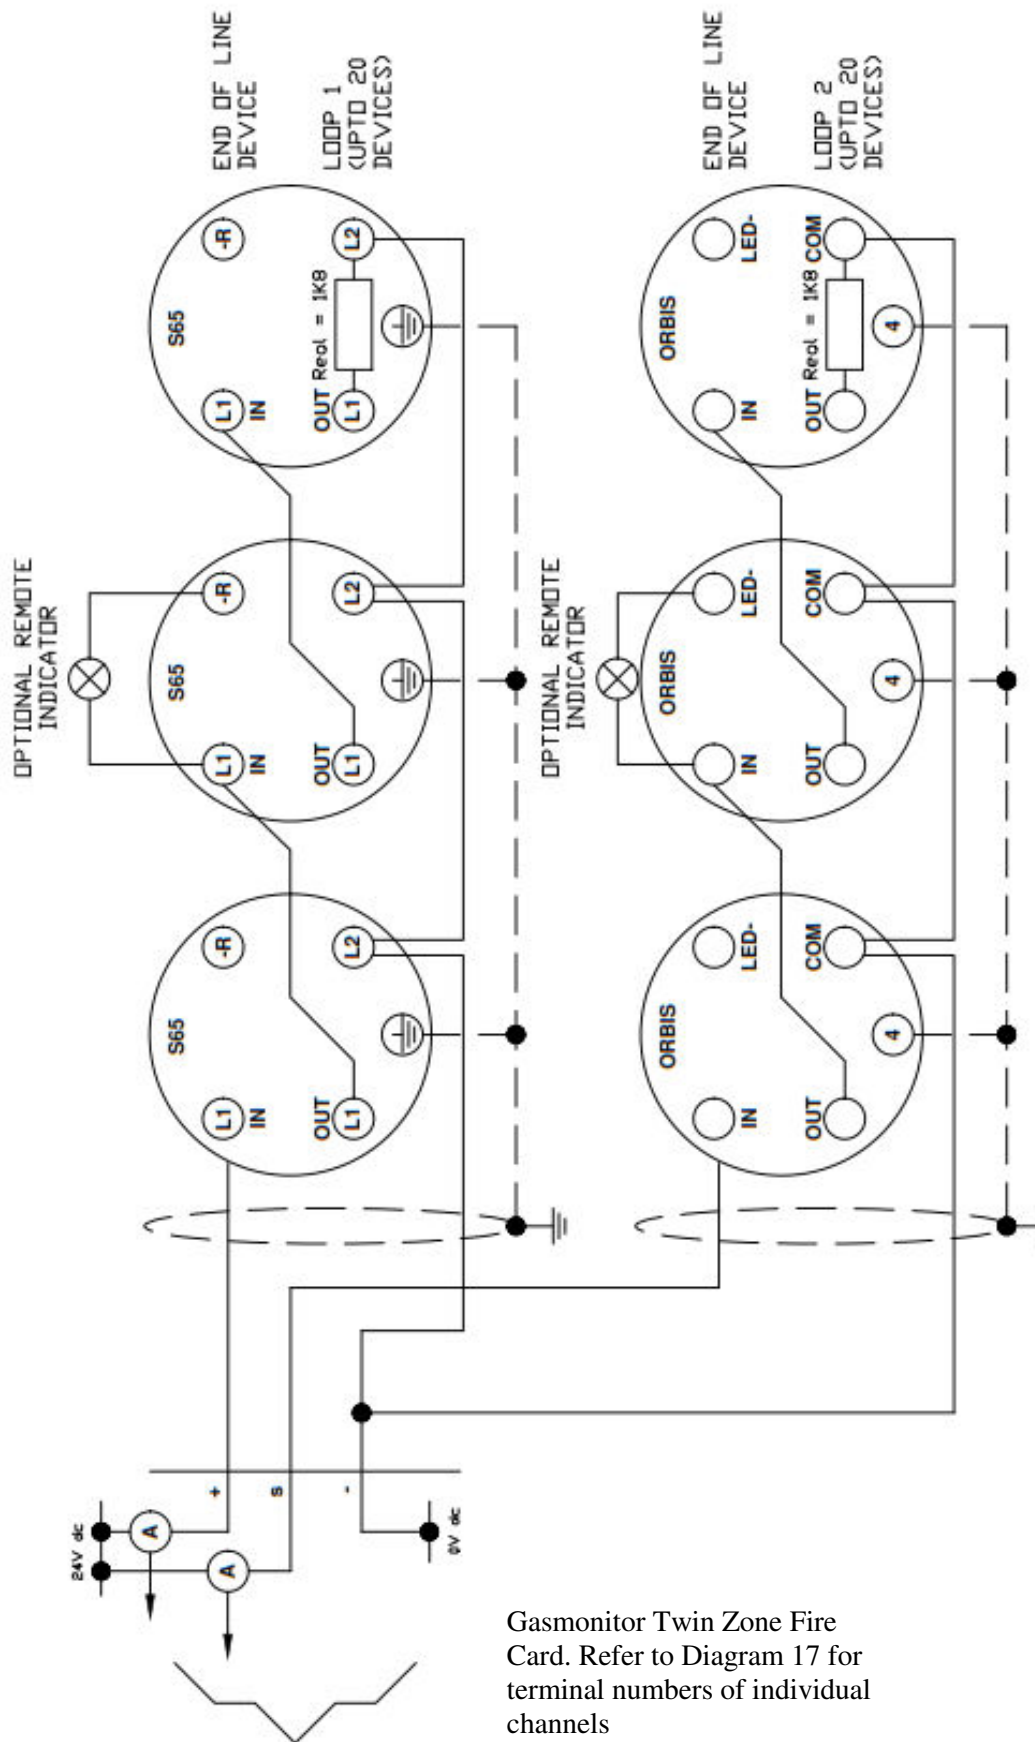 OPTIONAL REMOTE
INDICATOR
END OF LINE
DEVICE
LOOP 1
(UPTO 20
DEVICES)
24V dc
A
A
+
s
-
0V dc
S65
L1
IN
-R
OUT
L1
L2
S65
L1
IN
-R
OUT
L1
L2
S65
L1
IN
-R
OUT
L1
Reol = 1K8
L2
OPTIONAL REMOTE
INDICATOR
END OF LINE
DEVICE
LOOP 2
(UPTO 20
DEVICES)
ORBIS
IN
LED-
OUT
COM
4
ORBIS
IN
LED-
OUT
COM
4
ORBIS
IN
LED-
OUT
Reol = 1K8
COM
4
Gasmonitor Twin Zone Fire
Card. Refer to Diagram 17 for
terminal numbers of individual
channels